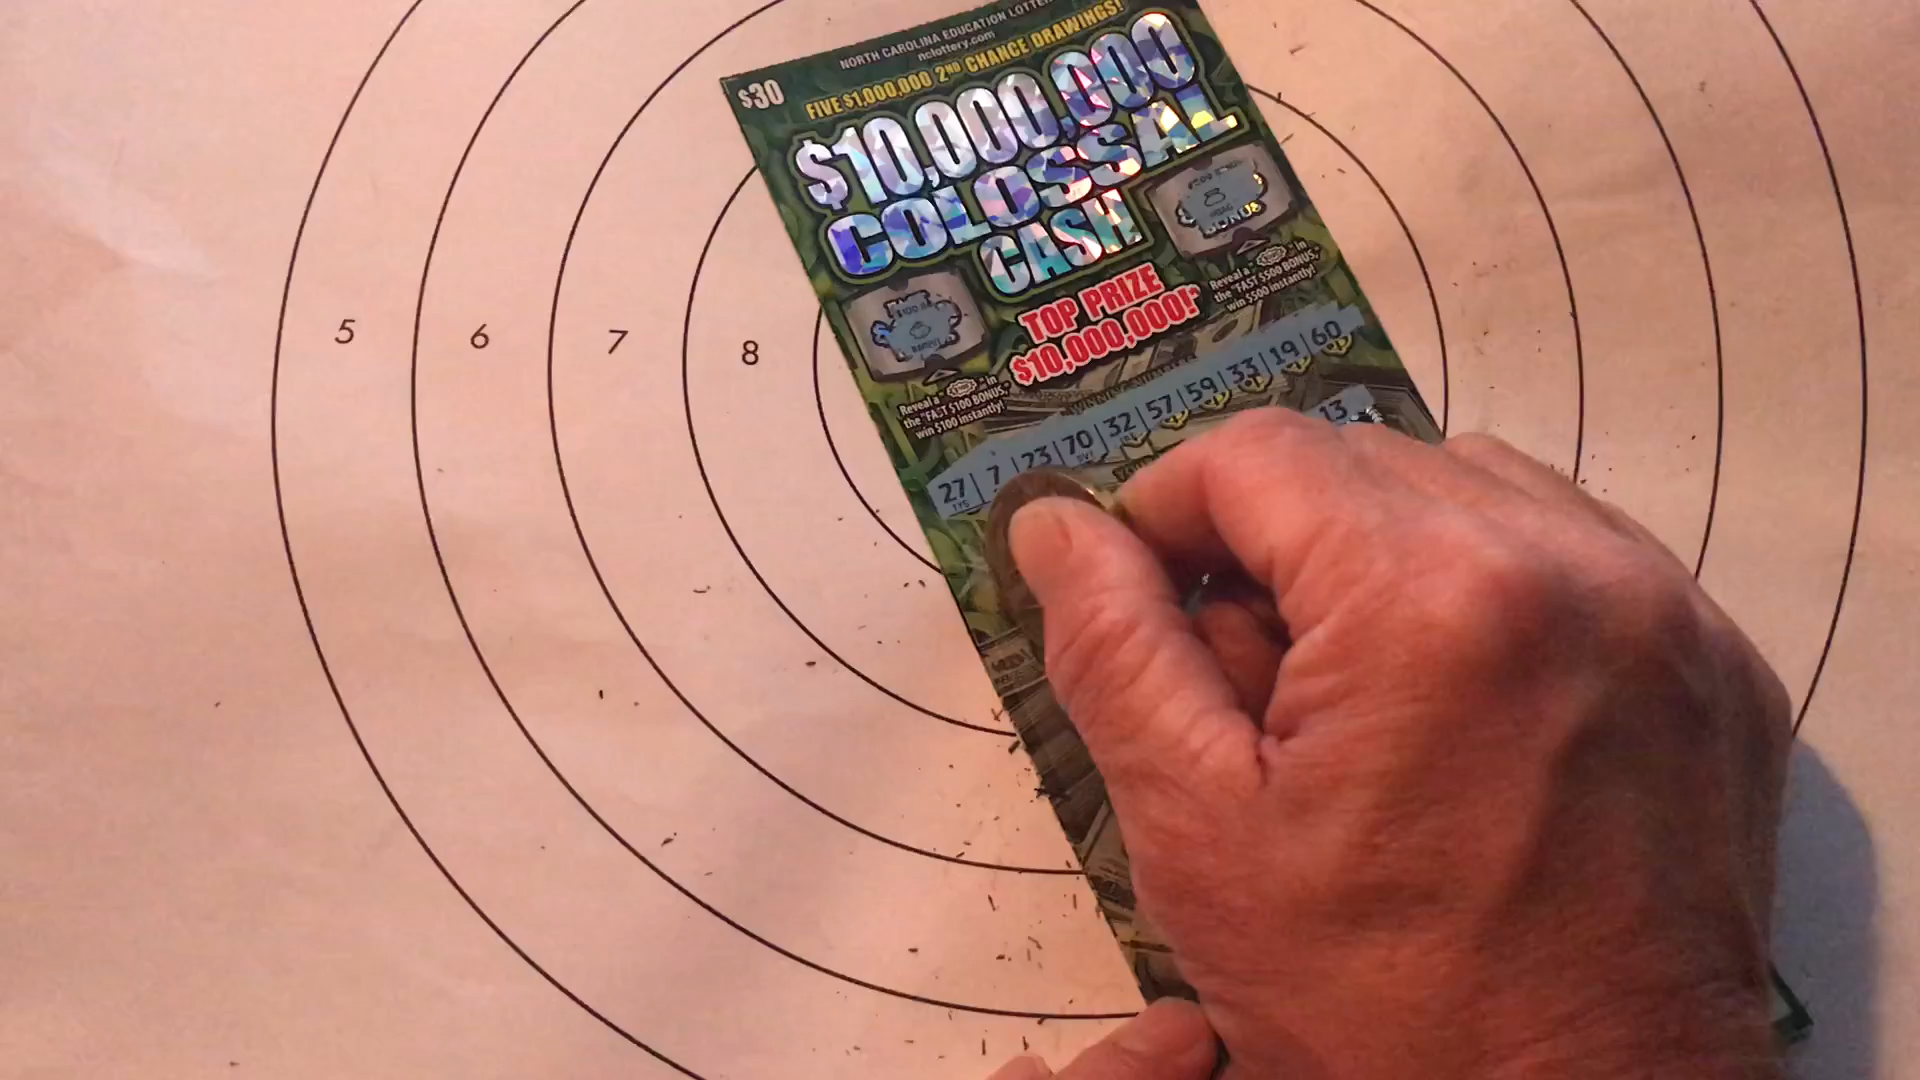 NORTH CAROLINA EDUCATION LOTTERY
nclottery.com
$30
FIVE $1,000,000 2ND CHANCE DRAWINGS!
$10,000,000
COLOSSAL
CASH
BONUS
TOP PRIZE
$10,000,000!*
Reveal a " " in
the "FAST $500 BONUS,"
win $500 instantly!
Reveal a " " in
the "FAST $100 BONUS,"
win $100 instantly!
WINNING NUMBERS
27 7 23 70 32 57 59 33 19 60
13
5 6 7 8